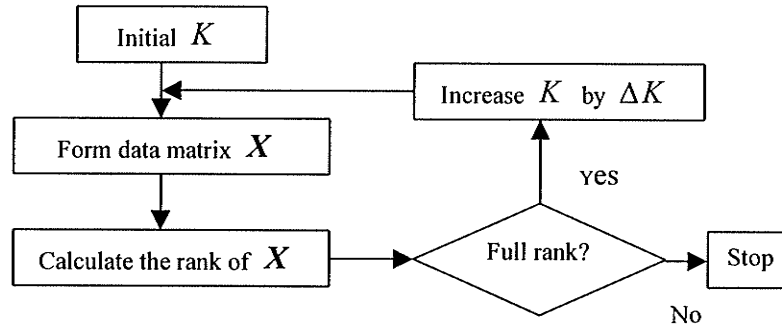 Initial K
Increase K by ΔK
Form data matrix X
Yes
Full rank?
Stop
Calculate the rank of X
No